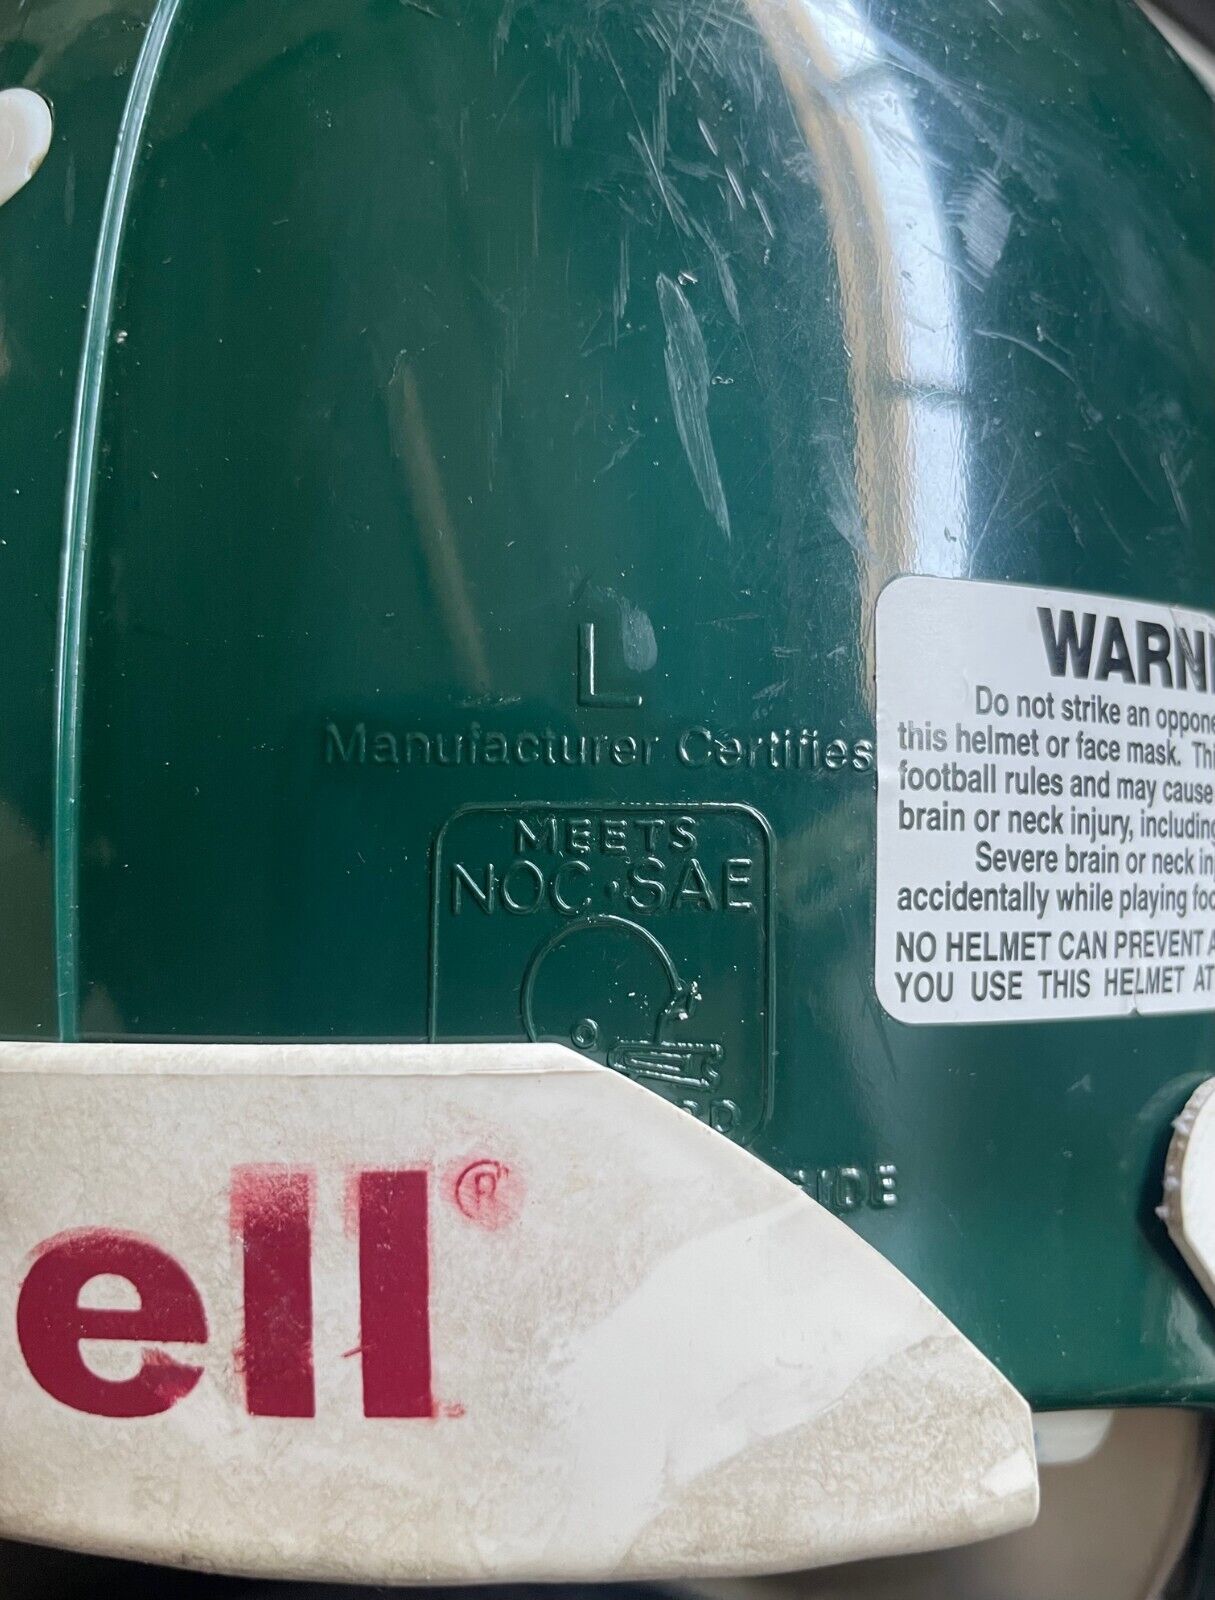 L
Manufacturer Certifies
MEETS
NOC·SAE
WARN
Do not strike an oppone
this helmet or face mask. Thi
football rules and may cause
brain or neck injury, including
Severe brain or neck in
accidentally while playing foo
NO HELMET CAN PREVENT A
YOU USE THIS HELMET AT
IDE
ell®